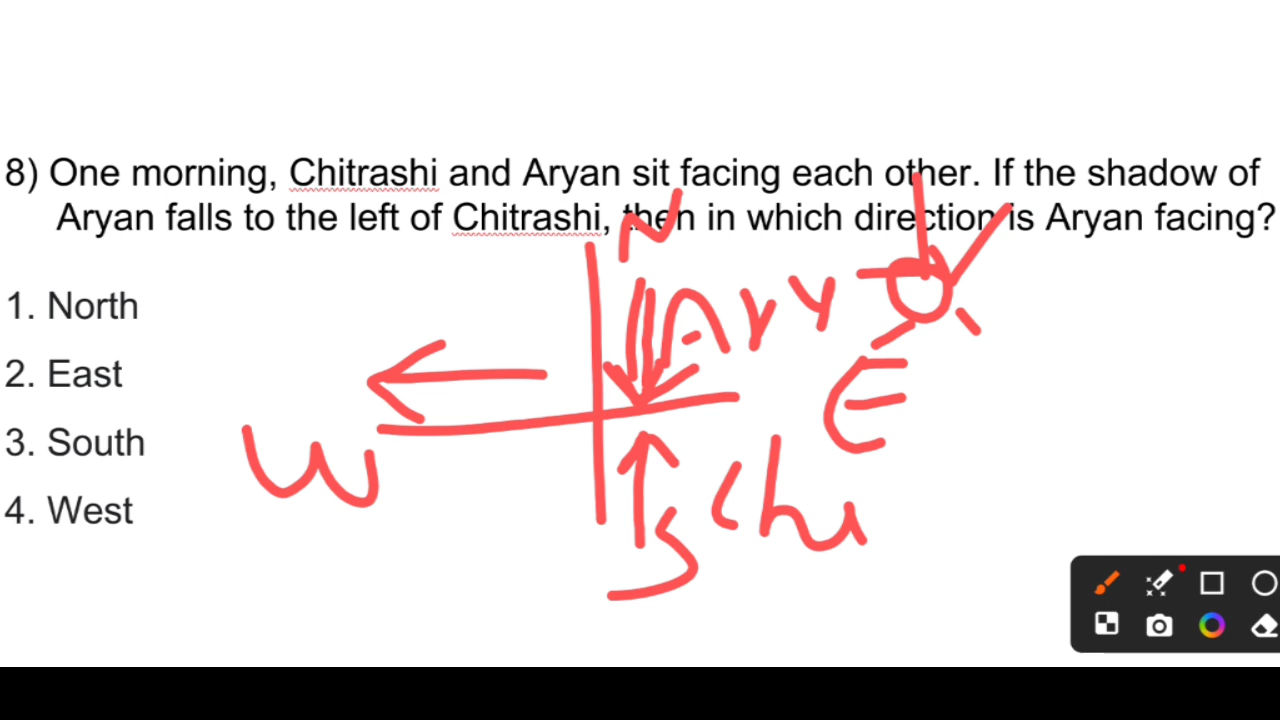 8) One morning, Chitrashi and Aryan sit facing each other. If the shadow of
Aryan falls to the left of Chitrashi, then in which direction is Aryan facing?
N
1. North
Ary
2. East
E
3. South
W
Chi
4. West
S